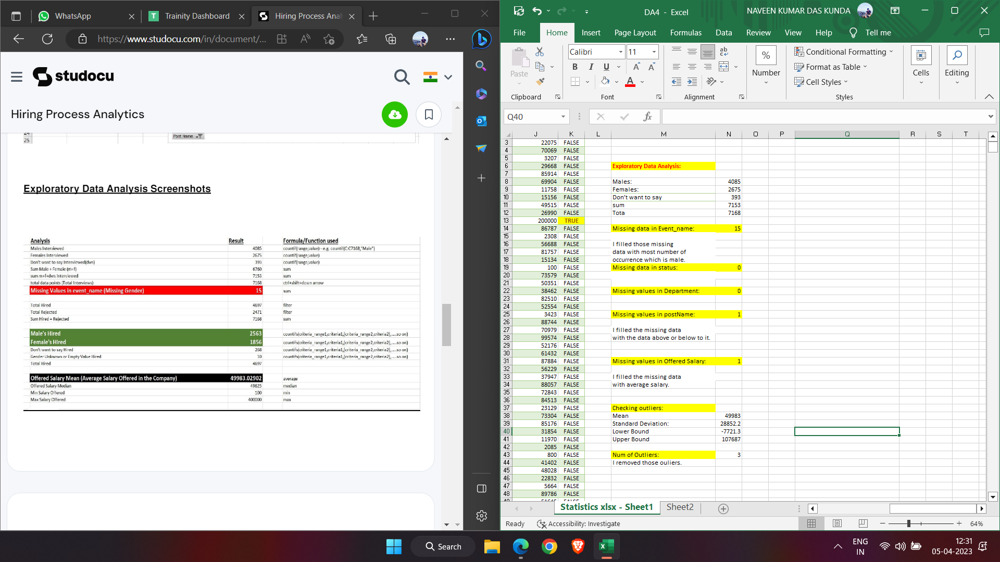 WhatsApp
Trainity Dashboard
Hiring Process Anal
https://www.studocu.com/in/document/...
studocu
Hiring Process Analytics
24
25
Post Name
Exploratory Data Analysis Screenshots
Analysis Result Formula/Function used
Males Interviewed 4085 countif(range,value) - e.g. countif(C:C7168,"Male")
Females Interviewed 2675 countif(range,value)
Don't want to say Interviewed(dws) 393 countif(range,value)
Sum Male + Female (m+f) 6760 sum
sum m+f+dws Interviewed 7153 sum
total data points (Total Interviews) 7168 ctrl+shift+down arrow
Missing Values in event_name (Missing Gender) 15 sum
Total Hired 4697 filter
Total Rejected 2471 filter
Sum Hired + Rejected 7168 sum
Male's Hired 2563 countifs(criteria_range1,criteria1,[criteria_range2,criteria2],.....so on)
Female's Hired 1856 countifs(criteria_range1,criteria1,[criteria_range2,criteria2],.....so on)
Don't want to say Hired 268 countifs(criteria_range1,criteria1,[criteria_range2,criteria2],.....so on)
Gender Unknown or Empty Value Hired 10 countifs(criteria_range1,criteria1,[criteria_range2,criteria2],.....so on)
Total Hired 4697
Offered Salary Mean (Average Salary Offered in the Company) 49983.02902 average
Offered Salary Median 49625 median
Min Salary Offered 100 min
Max Salary Offered 400000 max
DA4 - Excel
NAVEEN KUMAR DAS KUNDA
File Home Insert Page Layout Formulas Data Review View Help Tell me
Paste
Clipboard
Calibri 11
B I U A A
A
Font
ab
Alignment
%
Number
Conditional Formatting
Format as Table
Cell Styles
Styles
Cells
Editing
Q40 fx
J K L M N O P Q R S T
3 22075 FALSE
4 70069 FALSE
5 3207 FALSE
6 29668 FALSE Exploratory Data Analysis:
7 85914 FALSE
8 69904 FALSE Males: 4085
9 11758 FALSE Females: 2675
10 15156 FALSE Don't want to say 393
11 49515 FALSE sum 7153
12 26990 FALSE Tota 7168
13 200000 TRUE
14 86787 FALSE Missing data in Event_name: 15
15 2308 FALSE
16 56688 FALSE I filled those missing
17 81757 FALSE data with most number of
18 15134 FALSE occurrence which is male.
19 100 FALSE Missing data in status: 0
20 73579 FALSE
21 50351 FALSE
22 38462 FALSE Missing values in Department: 0
23 82510 FALSE
24 52554 FALSE
25 3423 FALSE Missing values in postName: 1
26 88744 FALSE
27 70979 FALSE I filled the missing data
28 99574 FALSE with the data above or below to it.
29 52176 FALSE
30 61432 FALSE
31 87884 FALSE Missing values in Offered Salary: 1
32 56229 FALSE
33 37947 FALSE I filled the missing data
34 88057 FALSE with average salary.
35 72843 FALSE
36 84513 FALSE
37 23129 FALSE Checking outliers:
38 73304 FALSE Mean 49983
39 85176 FALSE Standard Deviation: 28852.2
40 31854 FALSE Lower Bound -7721.3
41 11970 FALSE Upper Bound 107687
42 2085 FALSE
43 800 FALSE Num of Outliers: 3
44 41402 FALSE I removed those ouliers.
45 48028 FALSE
46 22832 FALSE
47 5664 FALSE
48 89786 FALSE
Statistics xlsx - Sheet1 Sheet2
Ready Accessibility: Investigate 64%
Search
ENG
IN
12:31
05-04-2023